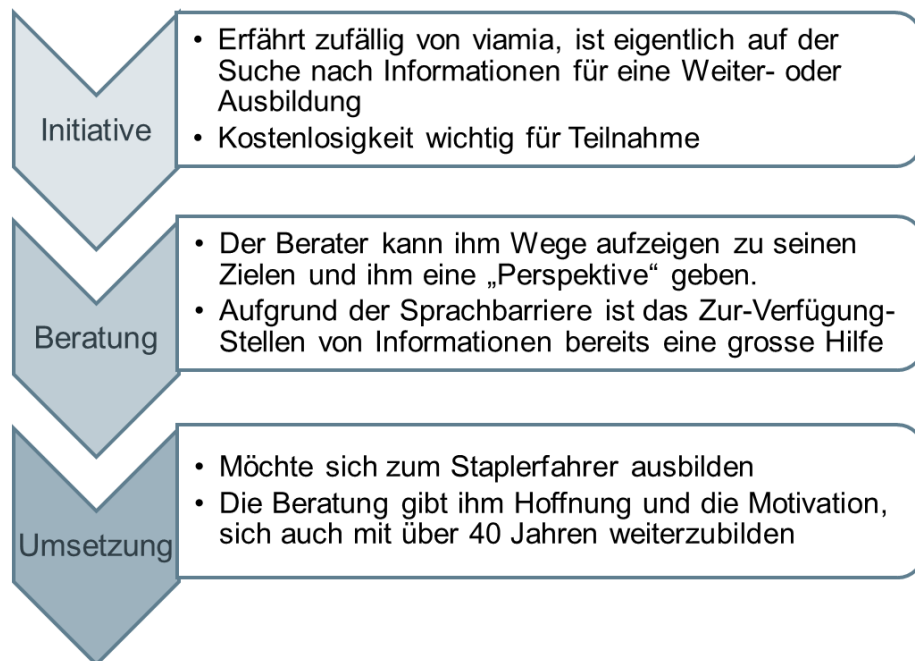 Initiative
• Erfährt zufällig von viamia, ist eigentlich auf der
Suche nach Informationen für eine Weiter- oder
Ausbildung
• Kostenlosigkeit wichtig für Teilnahme
Beratung
• Der Berater kann ihm Wege aufzeigen zu seinen
Zielen und ihm eine „Perspektive“ geben.
• Aufgrund der Sprachbarriere ist das Zur-Verfügung-
Stellen von Informationen bereits eine grosse Hilfe
Umsetzung
• Möchte sich zum Staplerfahrer ausbilden
• Die Beratung gibt ihm Hoffnung und die Motivation,
sich auch mit über 40 Jahren weiterzubilden